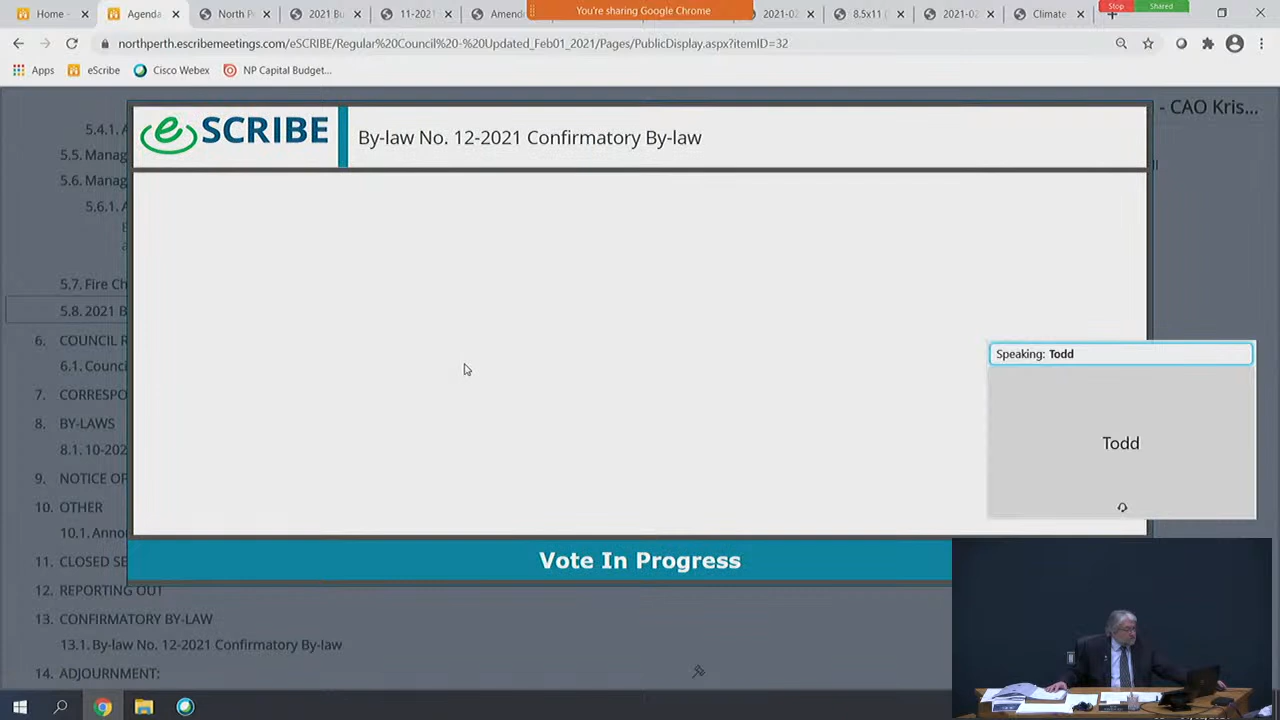 Home -
Agenda
North P
2021 Bu
11-202
Amend
You're sharing Google Chrome
2021-02
8.5x11 (
2021-02
Climate
Stop
Shared
northperth.escribemeetings.com/eSCRIBE/Regular%20Council%20-%20Updated_Feb01_2021/Pages/PublicDisplay.aspx?itemID=32
Apps
eScribe
Cisco Webex
NP Capital Budget...
- CAO Kris...
eSCRIBE
By-law No. 12-2021 Confirmatory By-law
5.4.1. A
5.5. Manag
5.6. Manag
5.6.1. A
5.7. Fire Ch
5.8. 2021 B
6. COUNCIL R
6.1. Counci
7. CORRESPO
8. BY-LAWS
8.1. 10-202
9. NOTICE OF
10. OTHER
10.1. Anno
11. CLOSED SE
12. REPORTING OUT
13. CONFIRMATORY BY-LAW
13.1. By-law No. 12-2021 Confirmatory By-law
14. ADJOURNMENT:
Speaking: Todd
Todd
Vote In Progress